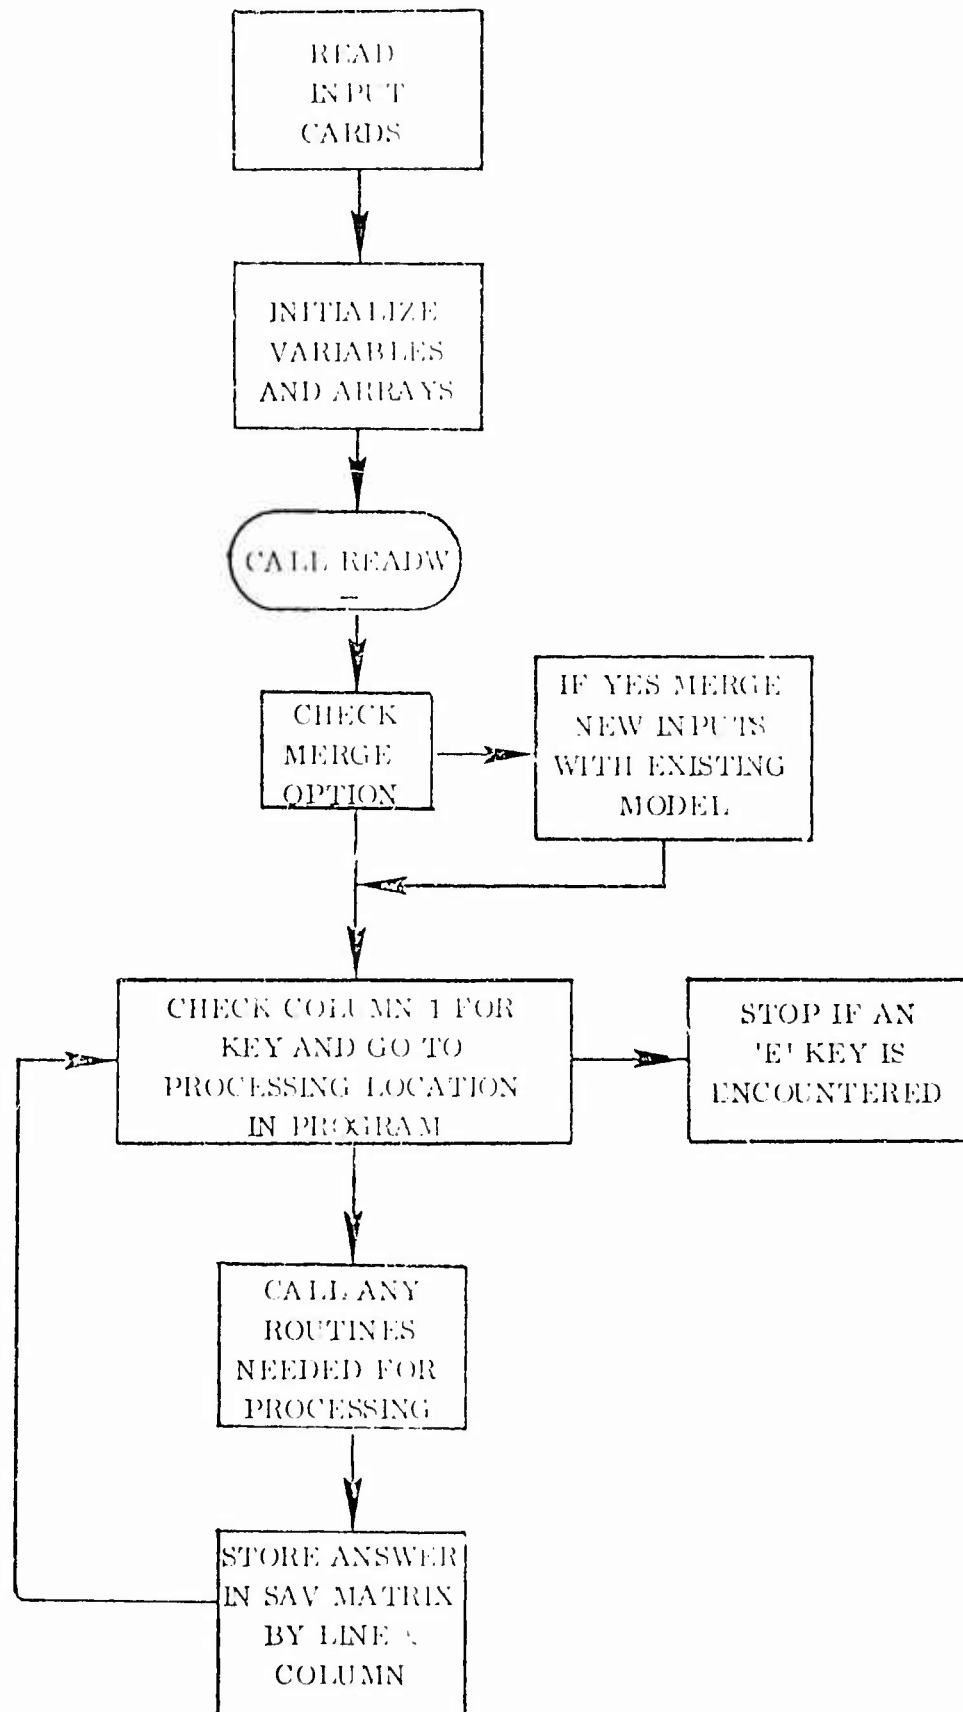 READ
INPUT
CARDS
INITIALIZE
VARIABLES
AND ARRAYS
CALL READW
CHECK
MERGE
OPTION
IF YES MERGE
NEW INPUTS
WITH EXISTING
MODEL
CHECK COLUMN 1 FOR
KEY AND GO TO
PROCESSING LOCATION
IN PROGRAM
STOP IF AN
'E' KEY IS
ENCOUNTERED
CALL ANY
ROUTINES
NEEDED FOR
PROCESSING
STORE ANSWER
IN SAV MATRIX
BY LINE
COLUMN